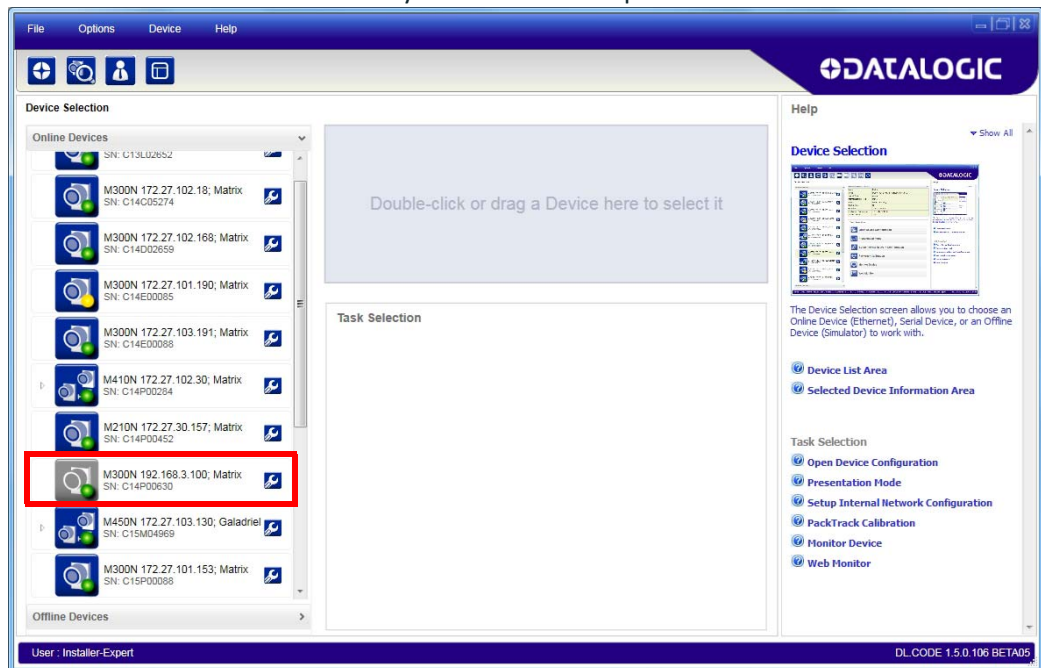 File Options Device Help
DATALOGIC
Device Selection
Online Devices
SN: C13L02652
M300N 172.27.102.18; Matrix
SN: C14C05274
M300N 172.27.102.168; Matrix
SN: C14D02659
M300N 172.27.101.190; Matrix
SN: C14E00085
M300N 172.27.103.191; Matrix
SN: C14E00088
M410N 172.27.102.30; Matrix
SN: C14P00284
M210N 172.27.30.157; Matrix
SN: C14P00452
M300N 192.168.3.100; Matrix
SN: C14P00630
M450N 172.27.103.130; Galadriel
SN: C15M04969
M300N 172.27.101.153; Matrix
SN: C15P00088
Offline Devices
Double-click or drag a Device here to select it
Task Selection
Help
Show All
Device Selection
DATALOGIC
The Device Selection screen allows you to choose an
Online Device (Ethernet), Serial Device, or an Offline
Device (Simulator) to work with.
Device List Area
Selected Device Information Area
Task Selection
Open Device Configuration
Presentation Mode
Setup Internal Network Configuration
PackTrack Calibration
Monitor Device
Web Monitor
User : Installer-Expert
DL.CODE 1.5.0.106 BETA05